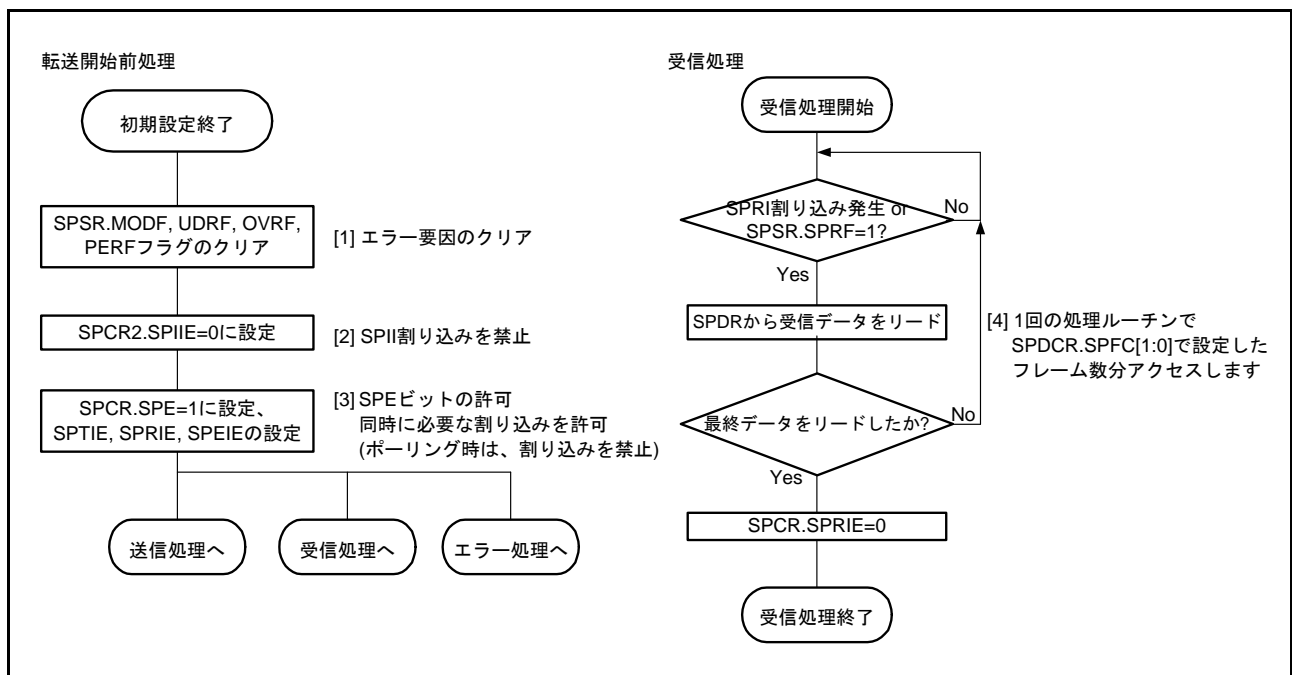 転送開始前処理
初期設定終了
SPSR.MODF, UDRF, OVRF,
PERFフラグのクリア
[1] エラー要因のクリア
SPCR2.SPIIE=0に設定
[2] SPII割り込みを禁止
SPCR.SPE=1に設定、
SPTIE, SPRIE, SPEIEの設定
[3] SPEビットの許可
同時に必要な割り込みを許可
(ポーリング時は、割り込みを禁止)
送信処理へ
受信処理へ
エラー処理へ
受信処理
受信処理開始
SPRI割り込み発生 or
SPSR.SPRF=1?
No
Yes
SPDRから受信データをリード
[4] 1回の処理ルーチンで
SPDCR.SPFC[1:0]で設定した
フレーム数分アクセスします
最終データをリードしたか?
No
Yes
SPCR.SPRIE=0
受信処理終了